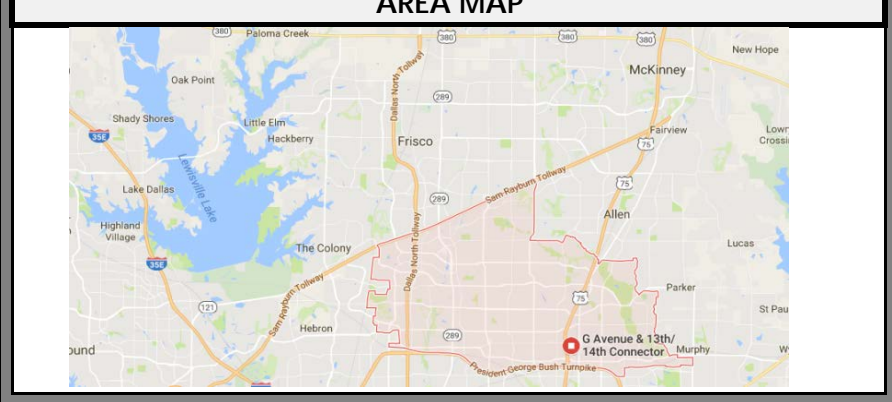 AREA MAP
380
Paloma Creek
380
380
380
New Hope
McKinney
Oak Point
Dallas North Tollway
289
Shady Shores
Little Elm
Fairview
35E
Hackberry
Frisco
75
Lewisville Lake
Lake Dallas
289
Sam Rayburn Tollway
75
Allen
Highland
Village
The Colony
Dallas North Tollway
Lucas
35E
Sam Rayburn Tollway
Parker
75
121
St Pau
Hebron
289
G Avenue & 13th/
14th Connector
Murphy
ound
President George Bush Turnpike